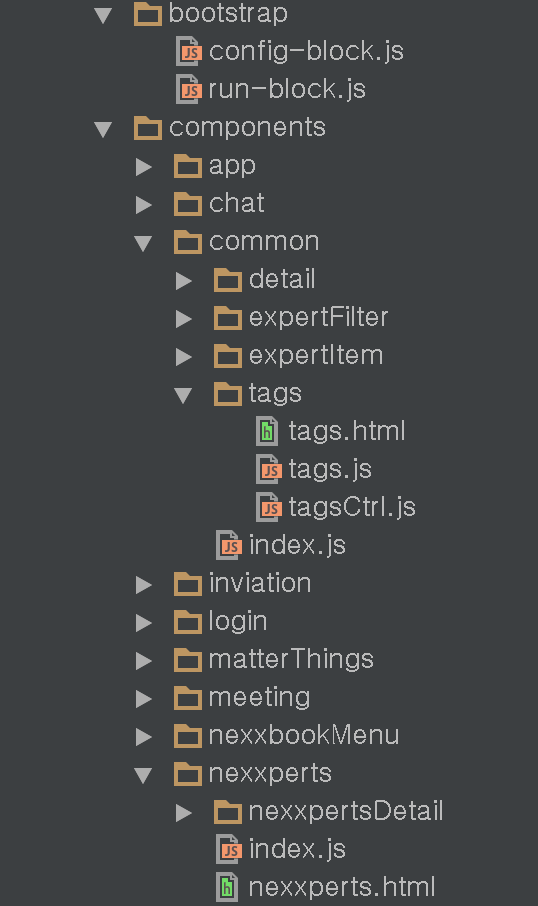 bootstrap
config-block.js
run-block.js
components
app
chat
common
detail
expertFilter
expertItem
tags
tags.html
tags.js
tagsCtrl.js
index.js
inviation
login
matterThings
meeting
nexxbookMenu
nexxperts
nexxpertsDetail
index.js
nexxperts.html